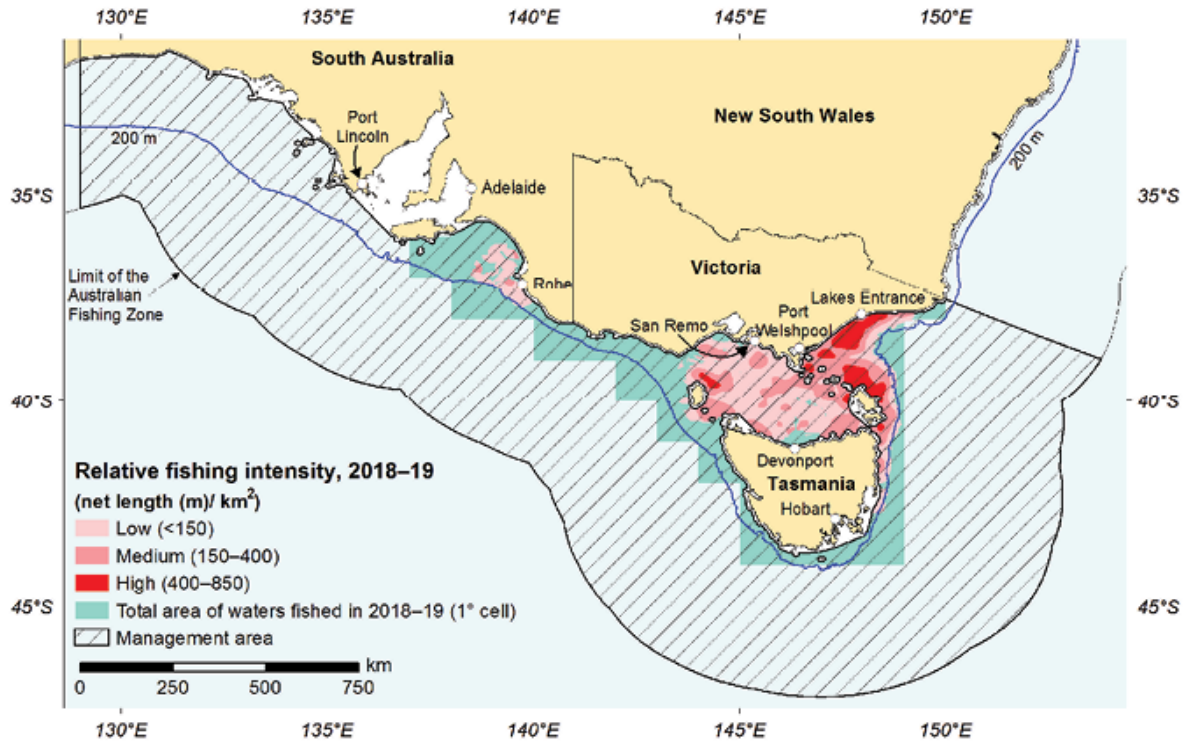 130°E 135°E 140°E 145°E 150°E
South Australia
New South Wales
Port
Lincoln
200 m
200 m
Adelaide
35°S 35°S
Victoria
Limit of the
Australian
Fishing Zone
Robe
Lakes Entrance
San Remo
Port
Welshpool
40°S 40°S
Devonport
Tasmania
Hobart
Relative fishing intensity, 2018–19
(net length (m)/ km²)
Low (<150)
Medium (150–400)
High (400–850)
Total area of waters fished in 2018–19 (1° cell)
Management area
45°S 45°S
km
0 250 500 750
130°E 135°E 140°E 145°E 150°E